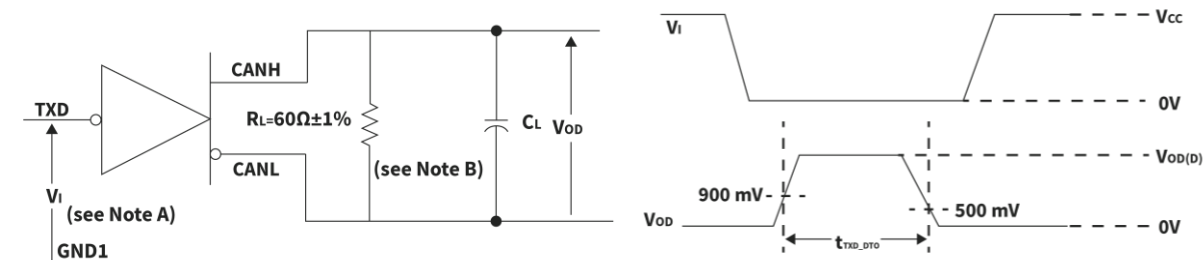 CANH
TXD
RL=60Ω±1%
CL
VOD
CANL
(see Note B)
VI
(see Note A)
GND1
VI
VCC
0V
VOD(D)
900 mV
500 mV
VOD
0V
tTXD_DTO